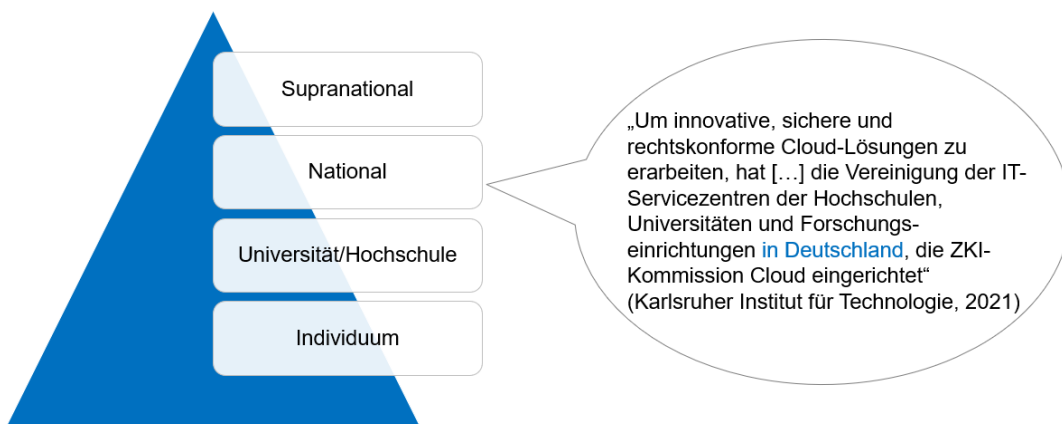 Supranational
National
Universität/Hochschule
Individuum
„Um innovative, sichere und
rechtskonforme Cloud-Lösungen zu
erarbeiten, hat […] die Vereinigung der IT-
Servicezentren der Hochschulen,
Universitäten und Forschungs-
einrichtungen in Deutschland, die ZKI-
Kommission Cloud eingerichtet“
(Karlsruher Institut für Technologie, 2021)